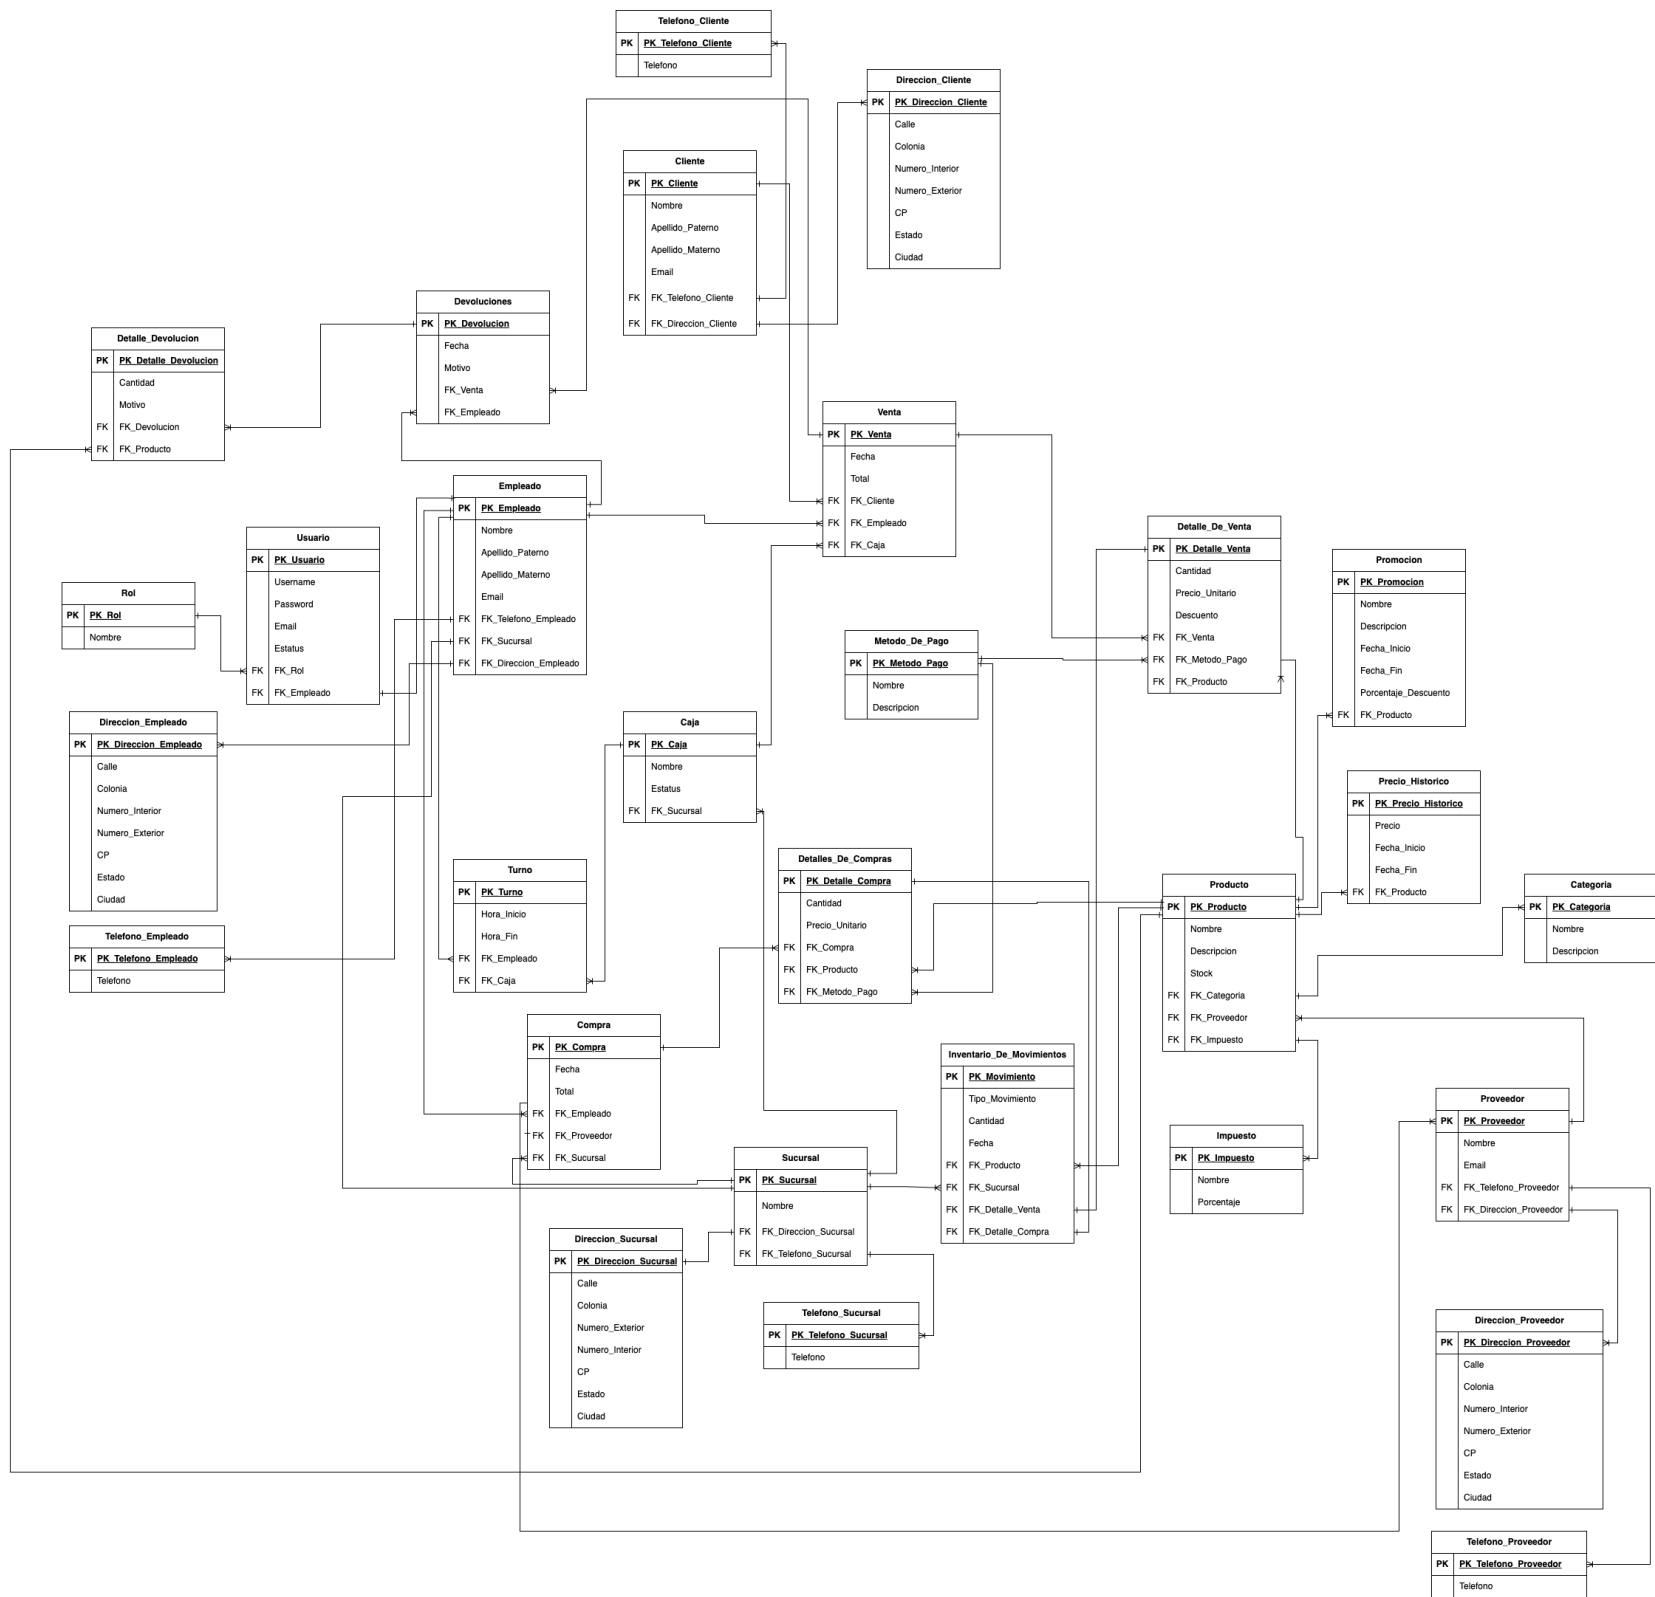 Telefono_Cliente
PK PK_Telefono_Cliente
Telefono
Direccion_Cliente
PK PK_Direccion_Cliente
Calle
Colonia
Numero_Interior
Numero_Exterior
CP
Estado
Ciudad
Cliente
PK PK_Cliente
Nombre
Apellido_Paterno
Apellido_Materno
Email
FK FK_Telefono_Cliente
FK FK_Direccion_Cliente
Devoluciones
PK PK_Devolucion
Fecha
Motivo
FK_Venta
FK_Empleado
Detalle_Devolucion
PK PK_Detalle_Devolucion
Cantidad
Motivo
FK FK_Devolucion
FK FK_Producto
Venta
PK PK_Venta
Fecha
Total
FK FK_Cliente
FK FK_Empleado
FK FK_Caja
Empleado
PK PK_Empleado
Nombre
Apellido_Paterno
Apellido_Materno
Email
FK FK_Telefono_Empleado
FK FK_Sucursal
FK FK_Direccion_Empleado
Usuario
PK PK_Usuario
Username
Password
Email
Estatus
FK FK_Rol
FK FK_Empleado
Rol
PK PK_Rol
Nombre
Detalle_De_Venta
PK PK_Detalle_Venta
Cantidad
Precio_Unitario
Descuento
FK FK_Venta
FK FK_Metodo_Pago
FK FK_Producto
Promocion
PK PK_Promocion
Nombre
Descripcion
Fecha_Inicio
Fecha_Fin
Porcentaje_Descuento
FK FK_Producto
Metodo_De_Pago
PK PK_Metodo_Pago
Nombre
Descripcion
Direccion_Empleado
PK PK_Direccion_Empleado
Calle
Colonia
Numero_Interior
Numero_Exterior
CP
Estado
Ciudad
Caja
PK PK_Caja
Nombre
Estatus
FK FK_Sucursal
Precio_Historico
PK PK_Precio_Historico
Precio
Fecha_Inicio
Fecha_Fin
FK FK_Producto
Detalles_De_Compras
PK PK_Detalle_Compra
Cantidad
Precio_Unitario
FK FK_Compra
FK FK_Producto
FK FK_Metodo_Pago
Turno
PK PK_Turno
Hora_Inicio
Hora_Fin
FK FK_Empleado
FK FK_Caja
Producto
PK PK_Producto
Nombre
Descripcion
Stock
FK FK_Categoria
FK FK_Proveedor
FK FK_Impuesto
Categoria
PK PK_Categoria
Nombre
Descripcion
Telefono_Empleado
PK PK_Telefono_Empleado
Telefono
Compra
PK PK_Compra
Fecha
Total
FK FK_Empleado
FK FK_Proveedor
FK FK_Sucursal
Inventario_De_Movimientos
PK PK_Movimiento
Tipo_Movimiento
Cantidad
Fecha
FK FK_Producto
FK FK_Sucursal
FK FK_Detalle_Venta
FK FK_Detalle_Compra
Proveedor
PK PK_Proveedor
Nombre
Email
FK FK_Telefono_Proveedor
FK FK_Direccion_Proveedor
Impuesto
PK PK_Impuesto
Nombre
Porcentaje
Sucursal
PK PK_Sucursal
Nombre
FK FK_Direccion_Sucursal
FK FK_Telefono_Sucursal
Direccion_Sucursal
PK PK_Direccion_Sucursal
Calle
Colonia
Numero_Exterior
Numero_Interior
CP
Estado
Ciudad
Telefono_Sucursal
PK PK_Telefono_Sucursal
Telefono
Direccion_Proveedor
PK PK_Direccion_Proveedor
Calle
Colonia
Numero_Interior
Numero_Exterior
CP
Estado
Ciudad
Telefono_Proveedor
PK PK_Telefono_Proveedor
Telefono